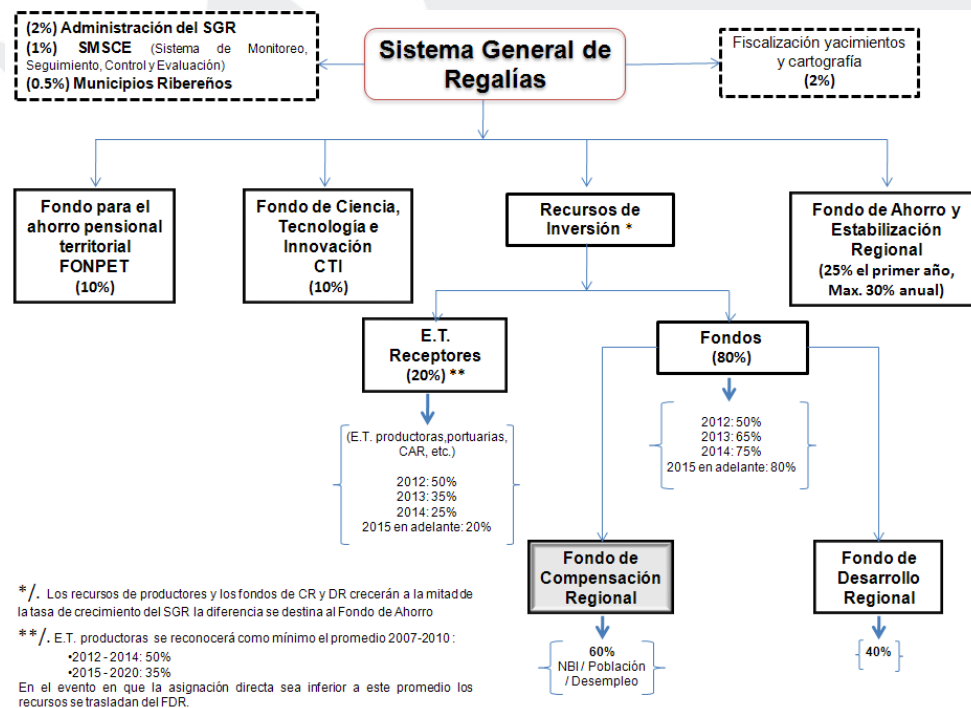 (2%) Administración del SGR
(1%) SMSCE (Sistema de Monitoreo,
Seguimiento, Control y Evaluación)
(0.5%) Municipios Ribereños
Sistema General de
Regalías
Fiscalización yacimientos
y cartografía
(2%)
Fondo para el
ahorro pensional
territorial
FONPET
(10%)
Fondo de Ciencia,
Tecnología e
Innovación
CTI
(10%)
Recursos de
Inversión *
Fondo de Ahorro y
Estabilización
Regional
(25% el primer año,
Max. 30% anual)
E.T.
Receptores
(20%) **
Fondos
(80%)
(E.T. productoras,portuarias,
CAR, etc.)
2012: 50%
2013: 35%
2014: 25%
2015 en adelante: 20%
2012: 50%
2013: 65%
2014: 75%
2015 en adelante: 80%
Fondo de
Compensación
Regional
Fondo de
Desarrollo
Regional
60%
NBI / Población
/ Desempleo
40%
*/. Los recursos de productores y los fondos de CR y DR crecerán a la mitad de
la tasa de crecimiento del SGR la diferencia se destina al Fondo de Ahorro
**/. E.T. productoras se reconocerá como mínimo el promedio 2007-2010 :
•2012 - 2014: 50%
•2015 - 2020: 35%
En el evento en que la asignación directa sea inferior a este promedio los
recursos se trasladan del FDR.